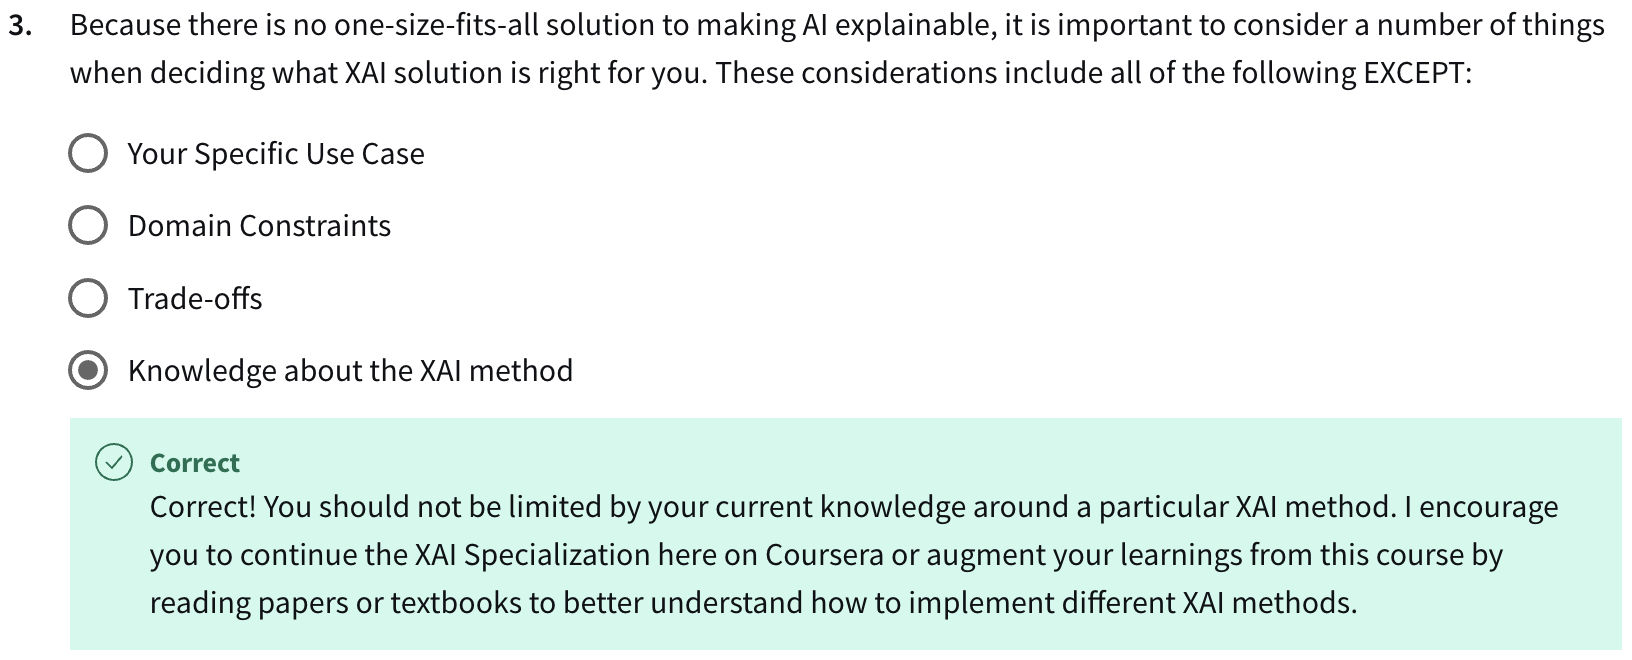 3. Because there is no one-size-fits-all solution to making AI explainable, it is important to consider a number of things
when deciding what XAI solution is right for you. These considerations include all of the following EXCEPT:
Your Specific Use Case
Domain Constraints
Trade-offs
Knowledge about the XAI method
Correct
Correct! You should not be limited by your current knowledge around a particular XAI method. I encourage
you to continue the XAI Specialization here on Coursera or augment your learnings from this course by
reading papers or textbooks to better understand how to implement different XAI methods.